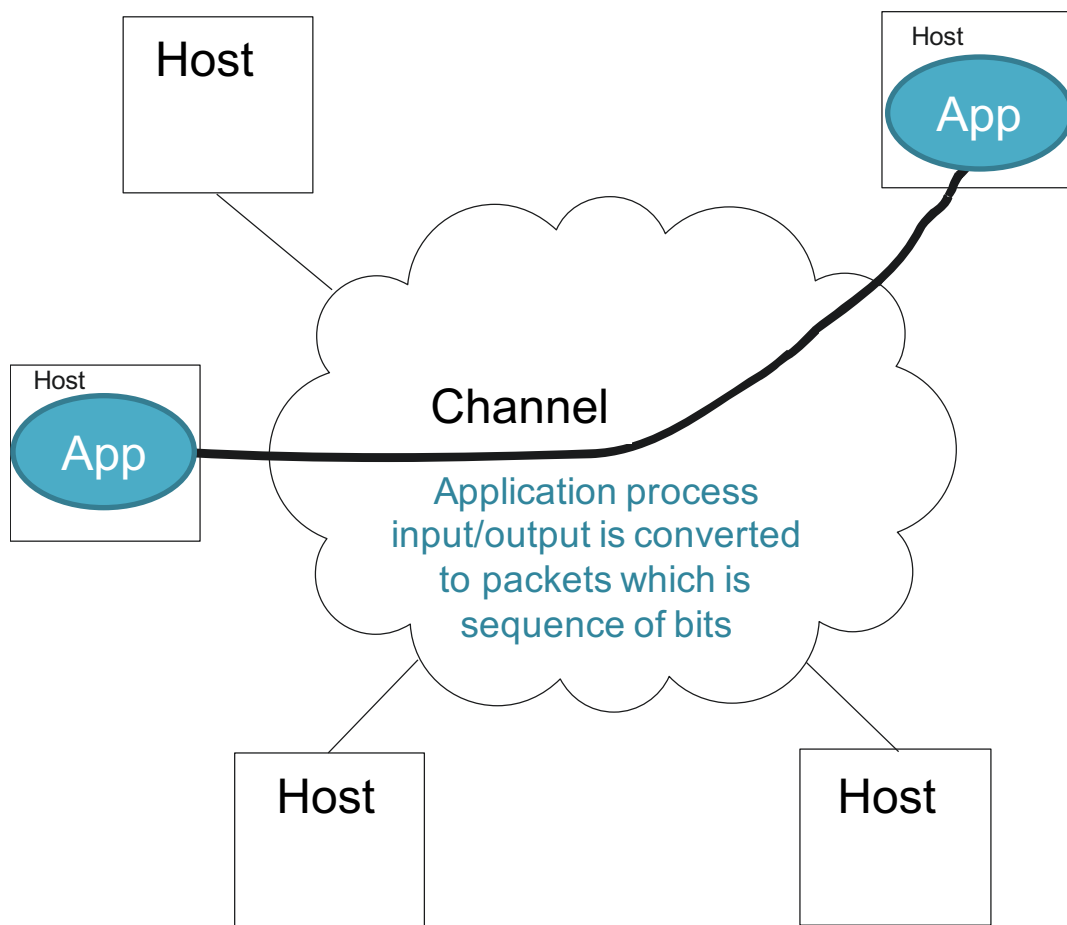 Host
Host
App
Host
App
Channel
Application process
input/output is converted
to packets which is
sequence of bits
Host
Host